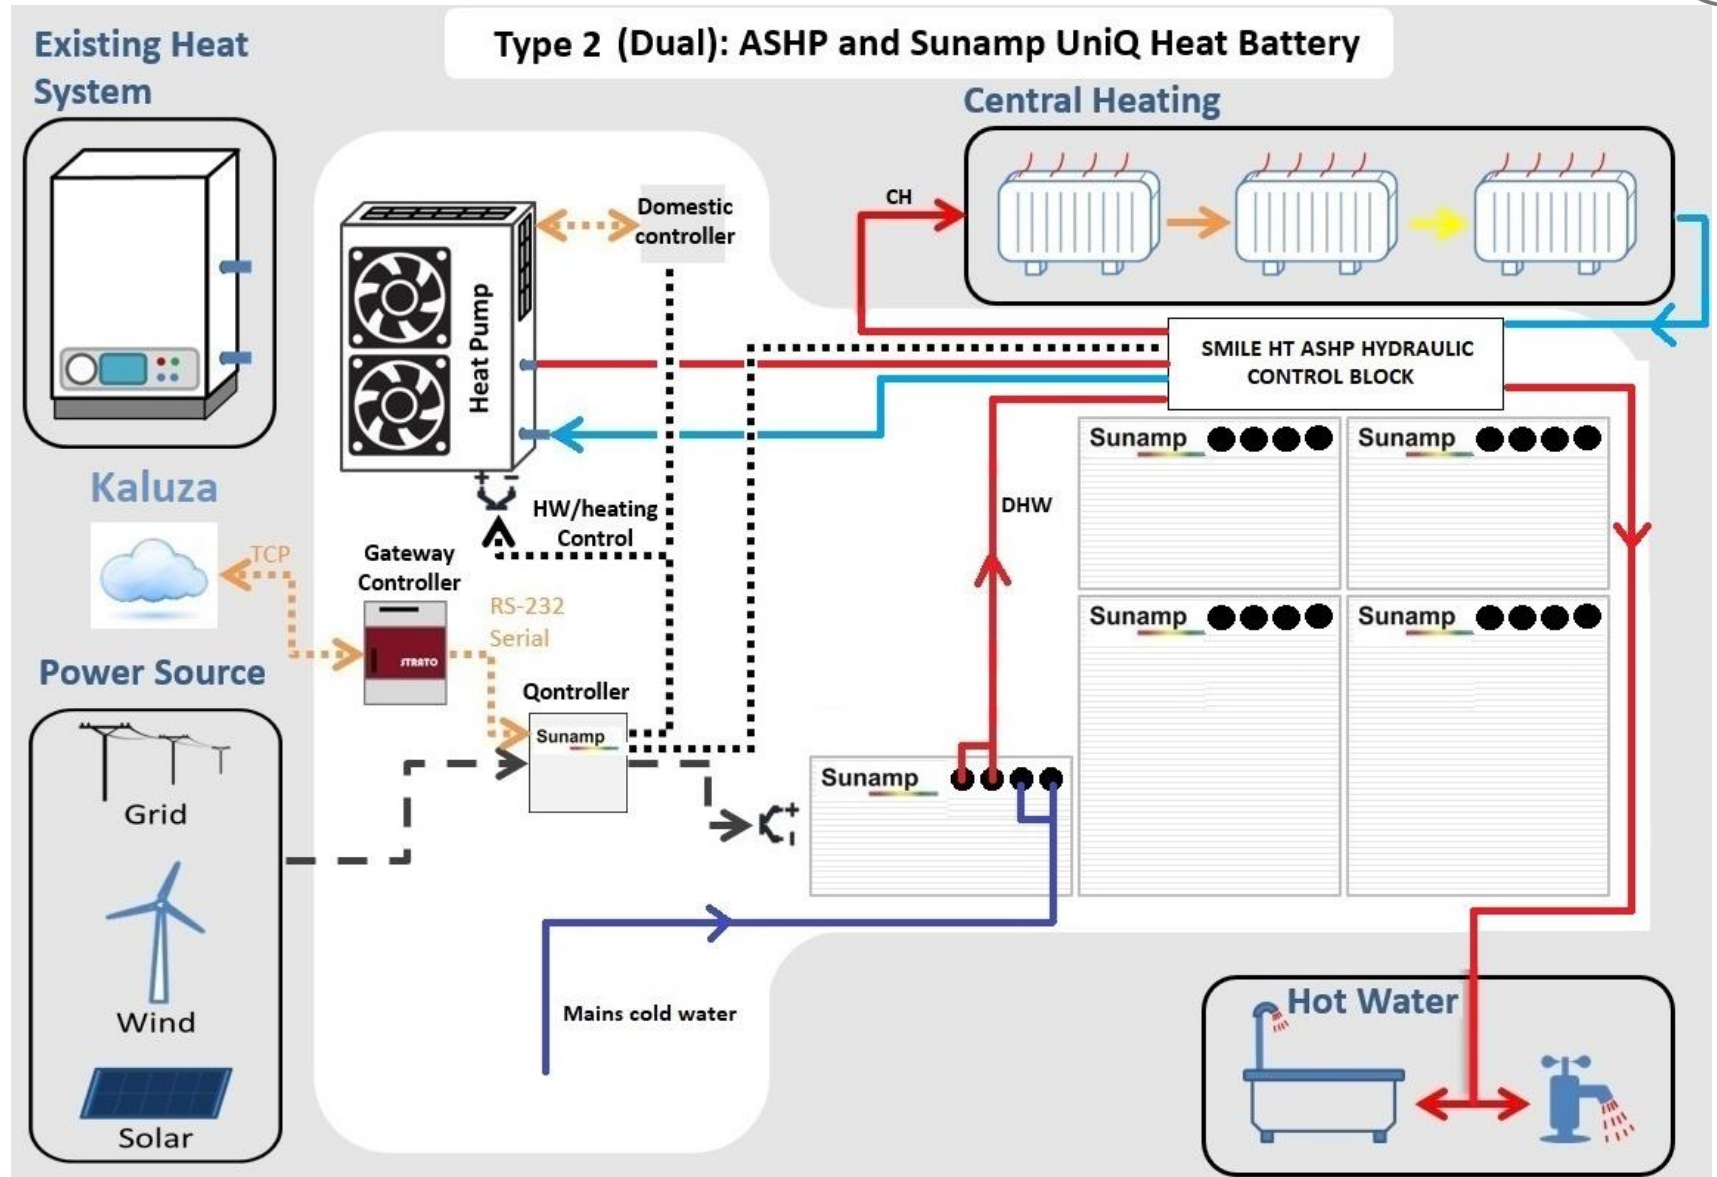 Type 2 (Dual): ASHP and Sunamp UniQ Heat Battery
Existing Heat
System
Central Heating
CH
Domestic
controller
Heat Pump
SMILE HT ASHP HYDRAULIC
CONTROL BLOCK
Sunamp
Sunamp
+ −
HW/heating
Control
DHW
Kaluza
TCP
Gateway
Controller
RS-232
Serial
STRATO
Sunamp
Sunamp
Power Source
Qontroller
Sunamp
Sunamp
+
−
Grid
Wind
Solar
Mains cold water
Hot Water